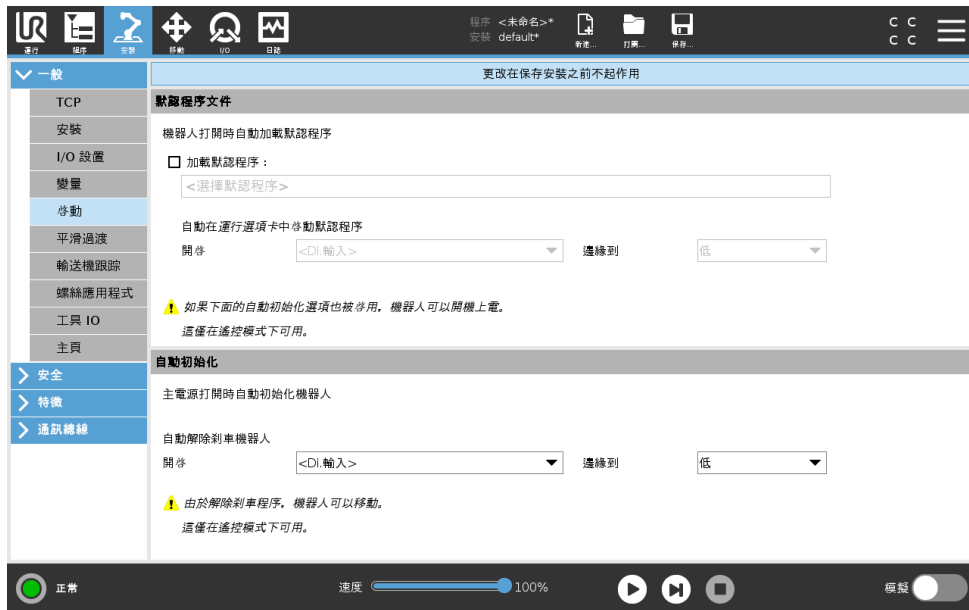 UR
程序 <未命名>*
安裝 default*
C C
C C
運行
程序
安裝
移動
I/O
日誌
新建...
打開...
保存...
一般
更改在保存安裝之前不起作用
TCP
安裝
I/O 設置
變量
啓動
平滑過渡
輸送機跟踪
螺絲應用程式
工具 IO
主頁
安全
特徵
通訊總線
默認程序文件
機器人打開時自動加載默認程序
加載默認程序：
<選擇默認程序>
自動在運行選項卡中啓動默認程序
開啓 <DI.輸入> 邊緣到 低
如果下面的自動初始化選項也被啓用，機器人可以開機上電。
這僅在遙控模式下可用。
自動初始化
主電源打開時自動初始化機器人
自動解除剎車機器人
開啓 <DI.輸入> 邊緣到 低
由於解除剎車程序，機器人可以移動。
這僅在遙控模式下可用。
正常
速度 100%
模擬